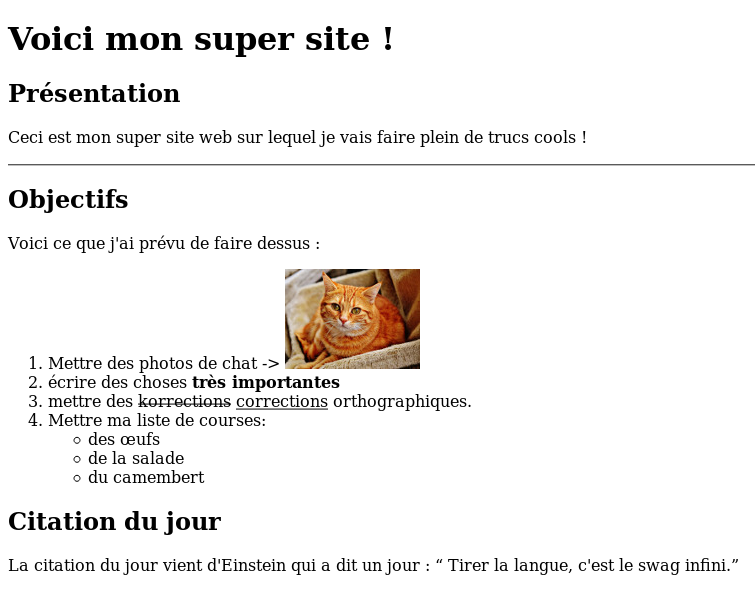 Voici mon super site !
Présentation
Ceci est mon super site web sur lequel je vais faire plein de trucs cools !
Objectifs
Voici ce que j'ai prévu de faire dessus :
1. Mettre des photos de chat ->
2. écrire des choses très importantes
3. mettre des korrections corrections orthographiques.
4. Mettre ma liste de courses:
des œufs
de la salade
du camembert
Citation du jour
La citation du jour vient d'Einstein qui a dit un jour : “ Tirer la langue, c'est le swag infini.”